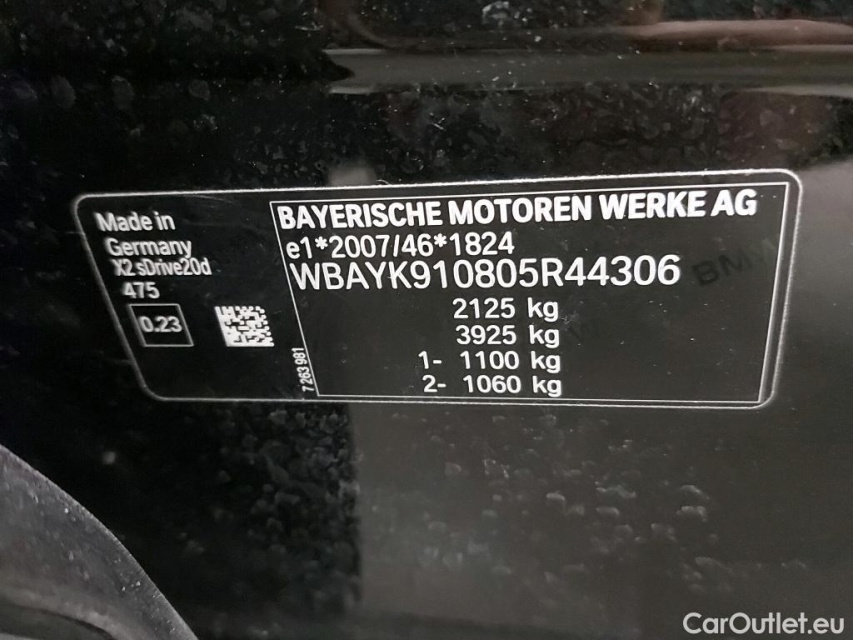 Made in
Germany
X2 sDrive20d
475
0.23
7 263 981
BAYERISCHE MOTOREN WERKE AG
e1*2007/46*1824
WBAYK910805R44306
2125 kg
3925 kg
1- 1100 kg
2- 1060 kg
BMW
CarOutlet.eu